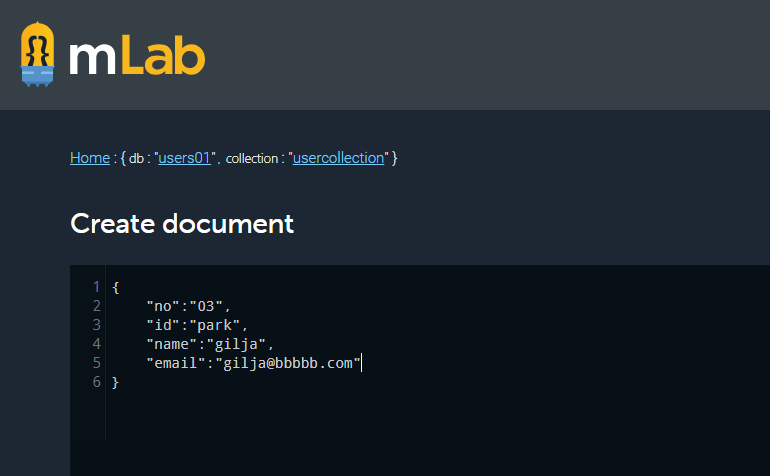 mLab
Home : { db : "users01", collection : "usercollection" }
Create document
1 {
2     "no":"03",
3     "id":"park",
4     "name":"gilja",
5     "email":"gilja@bbbbb.com"
6 }